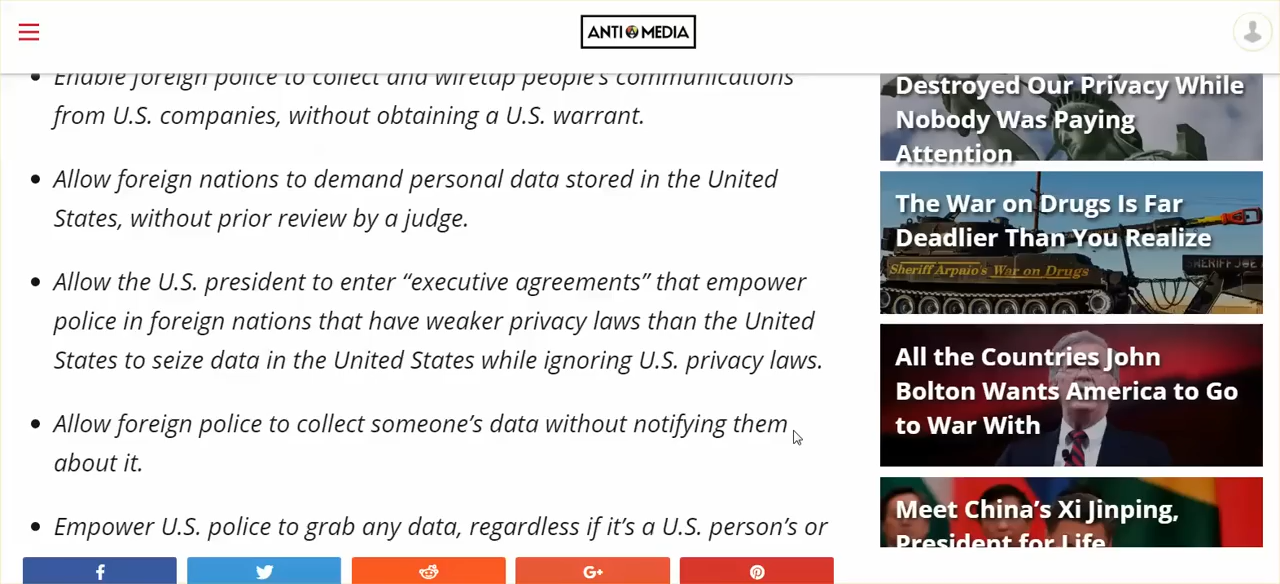 ANTI MEDIA
Enable foreign police to collect and wiretap people's communications
from U.S. companies, without obtaining a U.S. warrant.
Allow foreign nations to demand personal data stored in the United
States, without prior review by a judge.
Allow the U.S. president to enter “executive agreements” that empower
police in foreign nations that have weaker privacy laws than the United
States to seize data in the United States while ignoring U.S. privacy laws.
Allow foreign police to collect someone’s data without notifying them
about it.
Empower U.S. police to grab any data, regardless if it’s a U.S. person’s or
Destroyed Our Privacy While
Nobody Was Paying
Attention
The War on Drugs Is Far
Deadlier Than You Realize
Sheriff Arpaio's War on Drugs
SHERIFF JOE
All the Countries John
Bolton Wants America to Go
to War With
Meet China’s Xi Jinping,
President for Life
f
G+